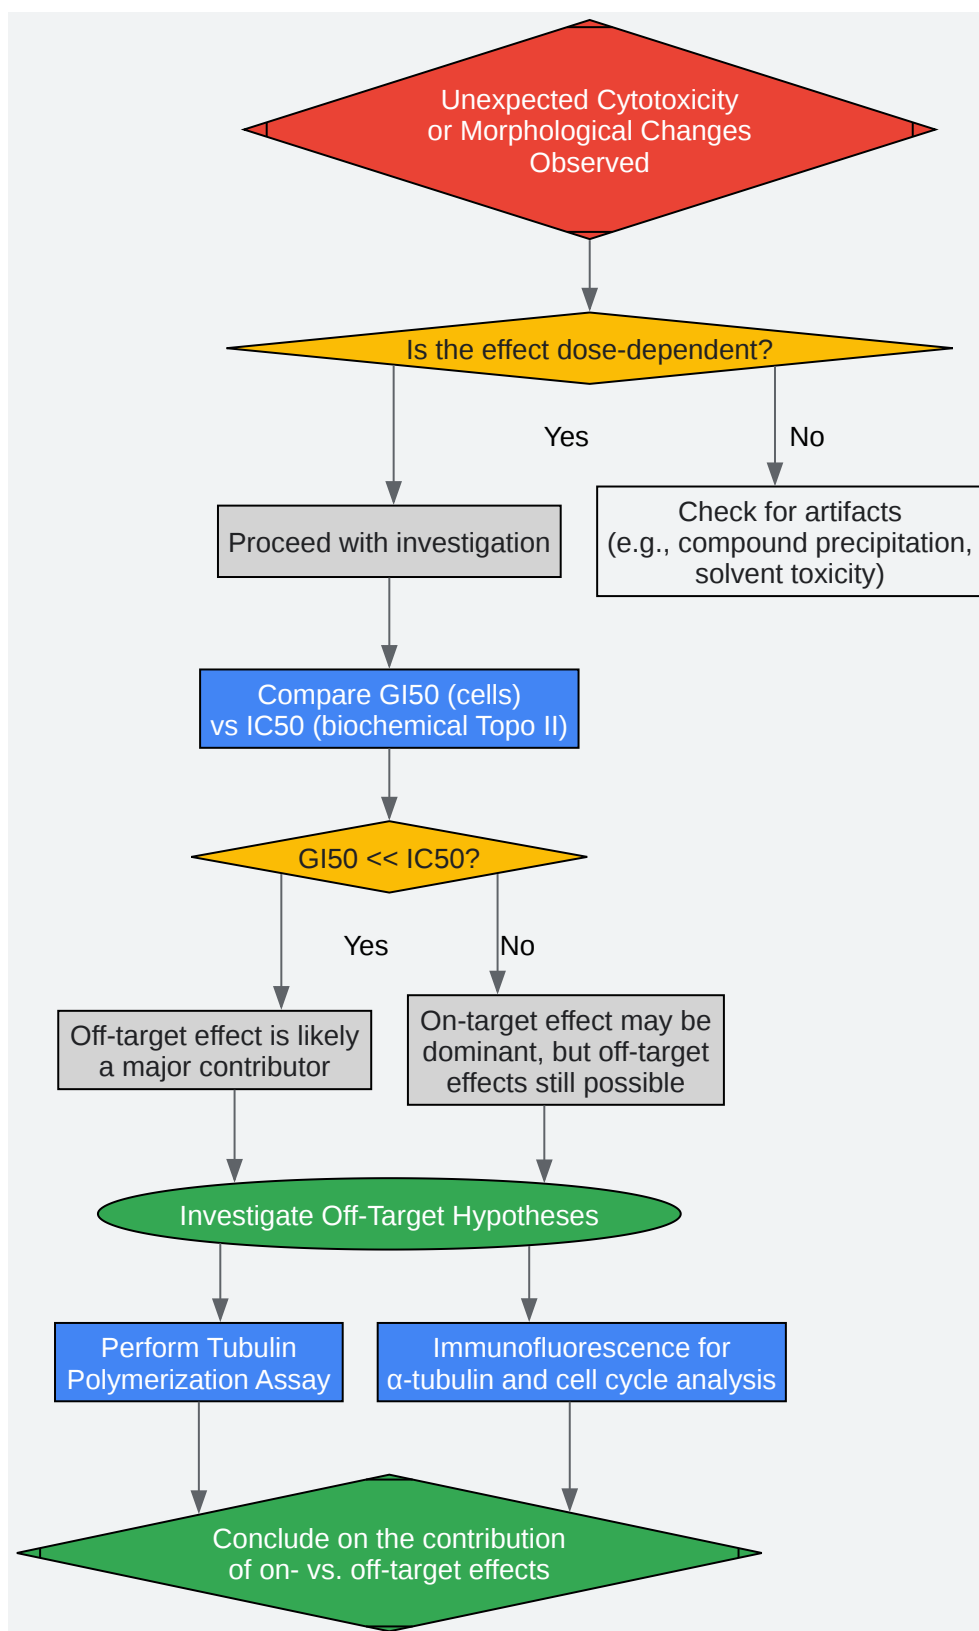 Unexpected Cytotoxicity
or Morphological Changes
Observed
Is the effect dose-dependent?
Yes
No
Check for artifacts
(e.g., compound precipitation,
solvent toxicity)
Proceed with investigation
Compare GI50 (cells)
vs IC50 (biochemical Topo II)
GI50 << IC50?
Yes
No
Off-target effect is likely
a major contributor
On-target effect may be
dominant, but off-target
effects still possible
Investigate Off-Target Hypotheses
Perform Tubulin
Polymerization Assay
Immunofluorescence for
α-tubulin and cell cycle analysis
Conclude on the contribution
of on- vs. off-target effects